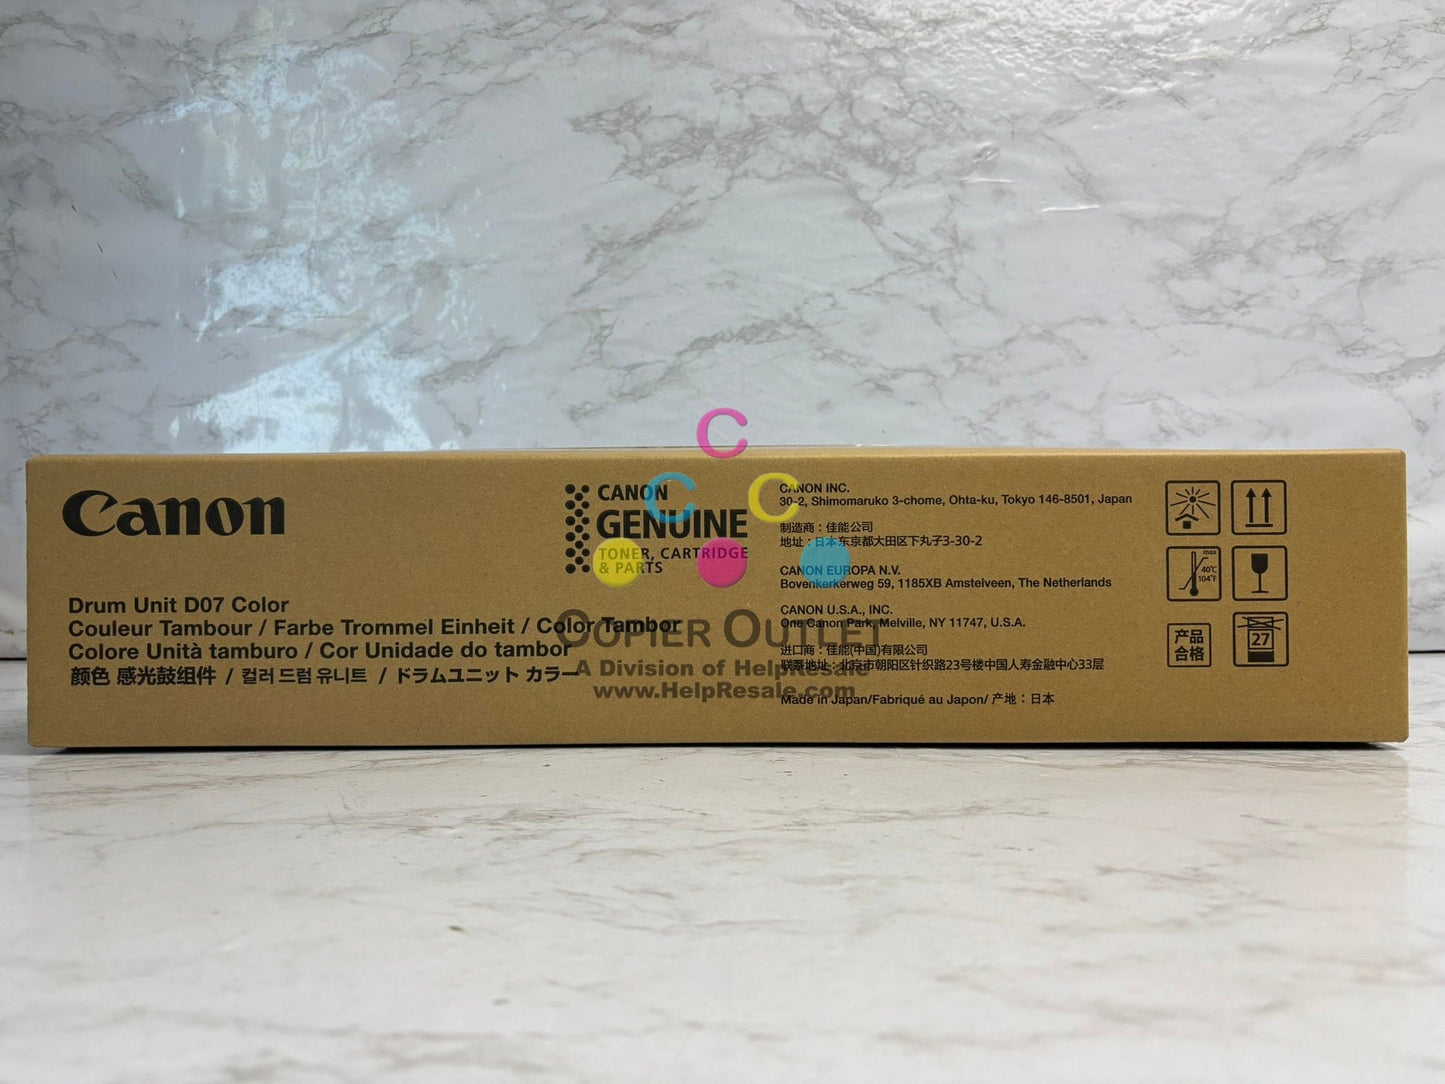 Canon
Drum Unit D07 Color
Couleur Tambour / Farbe Trommel Einheit / Color Tambor
Colore Unità tamburo / Cor Unidade do tambor
颜色 感光鼓组件 / 컬러 드럼 유니트 / ドラムユニット カラー
CANON
GENUINE
TONER, CARTRIDGE
& PARTS
C
C C
COPIER OUTLET
A Division of HelpResale
www.HelpResale.com
CANON INC.
30-2, Shimomaruko 3-chome, Ohta-ku, Tokyo 146-8501, Japan
制造商：佳能公司
地址：日本东京都大田区下丸子3-30-2
CANON EUROPA N.V.
Bovenkerkerweg 59, 1185XB Amstelveen, The Netherlands
CANON U.S.A., INC.
One Canon Park, Melville, NY 11747, U.S.A.
进口商：佳能(中国)有限公司
联系地址：北京市朝阳区针织路23号楼中国人寿金融中心33层
Made in Japan/Fabriqué au Japon/ 产地：日本
max
40℃
104°F
产品
合格
27